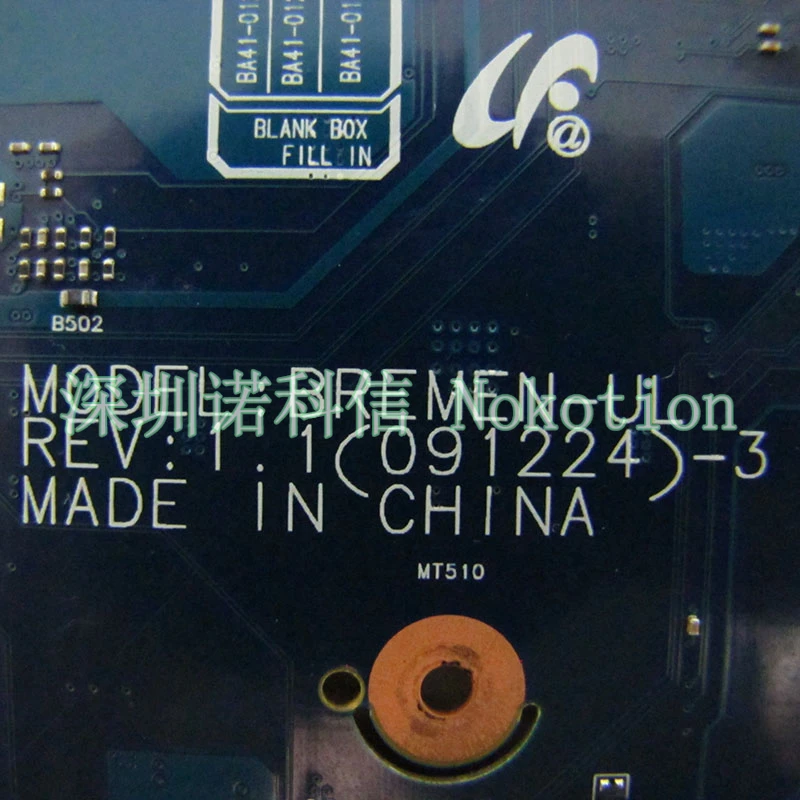 BA41-01
BA41-01
BA41-01
BLANK BOX
FILL IN
@
B502
MODEL:BREMEN-UL
深圳诺科信 Nokotion
REV:1.1(091224)-3
MADE IN CHINA
MT510